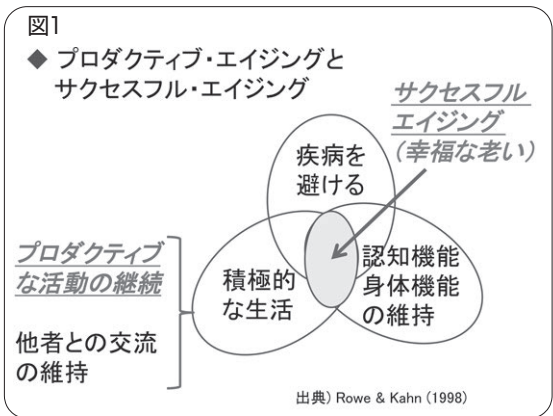 図1
◆ プロダクティブ・エイジングと
サクセスフル・エイジング
サクセスフル
エイジング
(幸福な老い)
疾病を
避ける
プロダクティブ
な活動の継続
他者との交流
の維持
積極的
な生活
認知機能
身体機能
の維持
出典) Rowe & Kahn (1998)